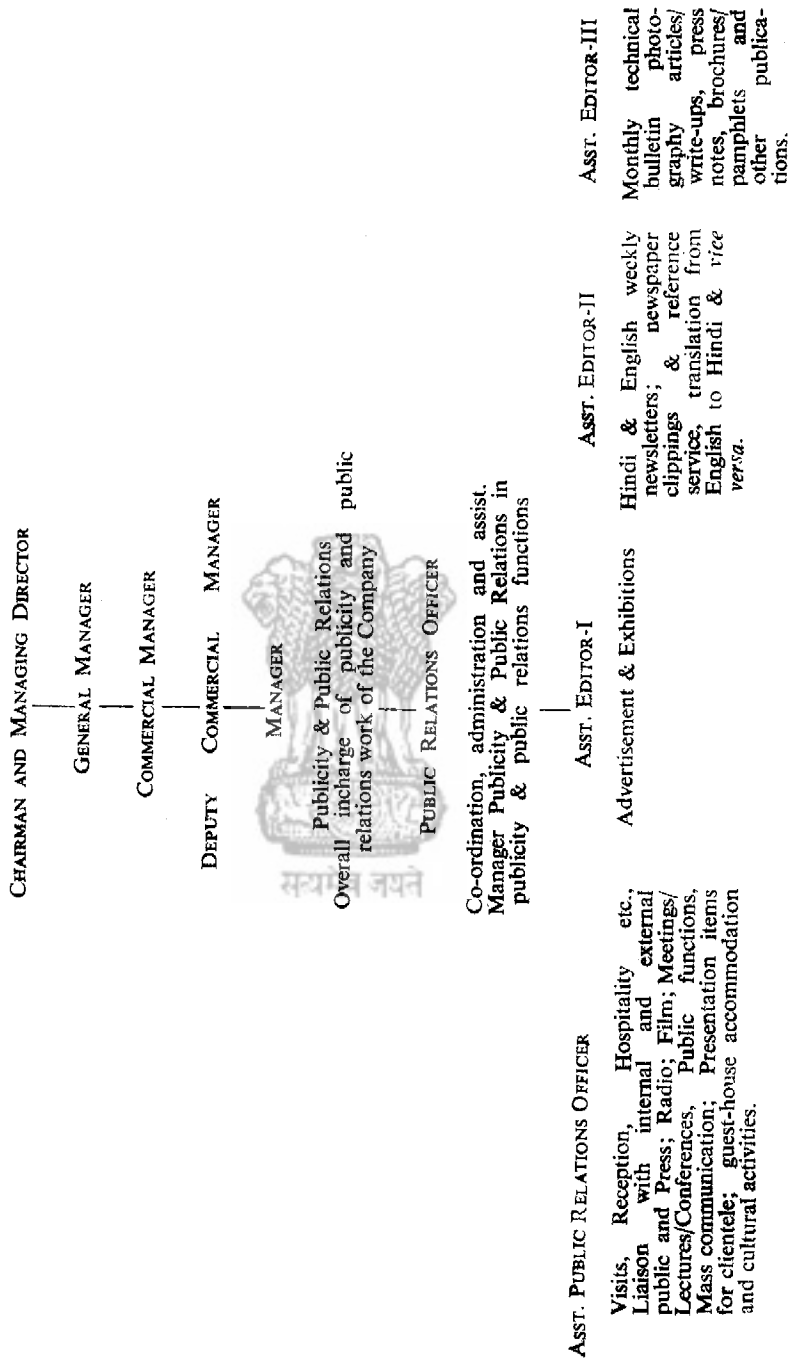 CHAIRMAN AND MANAGING DIRECTOR
GENERAL MANAGER
COMMERCIAL MANAGER
DEPUTY COMMERCIAL MANAGER
MANAGER
Publicity & Public Relations
Overall incharge of publicity and public
relations work of the Company
PUBLIC RELATIONS OFFICER
Co-ordination, administration and assist.
Manager Publicity & Public Relations in
publicity & public relations functions
सत्यमेव जयते
ASST. PUBLIC RELATIONS OFFICER
Visits, Reception, Hospitality etc.,
Liaison with internal and external
public and Press; Radio; Film; Meetings/
Lectures/Conferences, Public functions,
Mass communication; Presentation items
for clientele; guest-house accommodation
and cultural activities.
ASST. EDITOR-I
Advertisement & Exhibitions
ASST. EDITOR-II
Hindi & English weekly
newsletters; newspaper
clippings & reference
service, translation from
English to Hindi & vice
versa.
ASST. EDITOR-III
Monthly technical
bulletin photo-
graphy articles/
write-ups, press
notes, brochures/
pamphlets and
other publica-
tions.